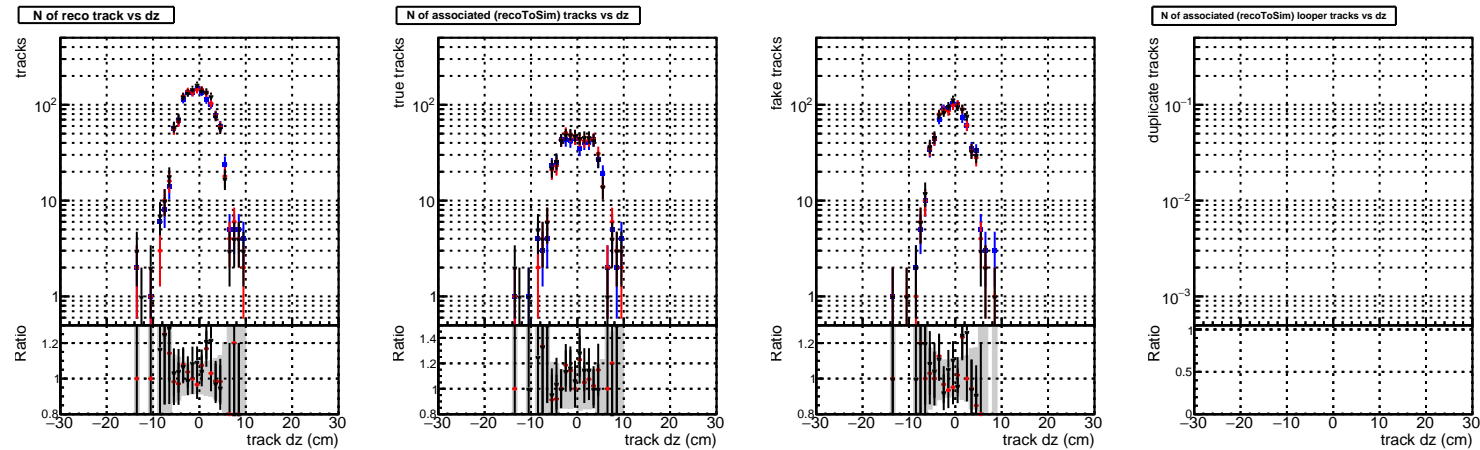 N of reco track vs dz
tracks
10²
10
1
Ratio
1.2
1
0.8
−30 −20 −10 0 10 20 30
track dz (cm)
N of associated (recoToSim) tracks vs dz
true tracks
10²
10
1
Ratio
1.4
1.2
1
0.8
−30 −20 −10 0 10 20 30
track dz (cm)
fake tracks
10²
10
1
Ratio
1.2
1
0.8
−30 −20 −10 0 10 20 30
track dz (cm)
N of associated (recoToSim) looper tracks vs dz
duplicate tracks
10⁻¹
10⁻²
10⁻³
Ratio
1
0.5
0
−30 −20 −10 0 10 20 30
track dz (cm)